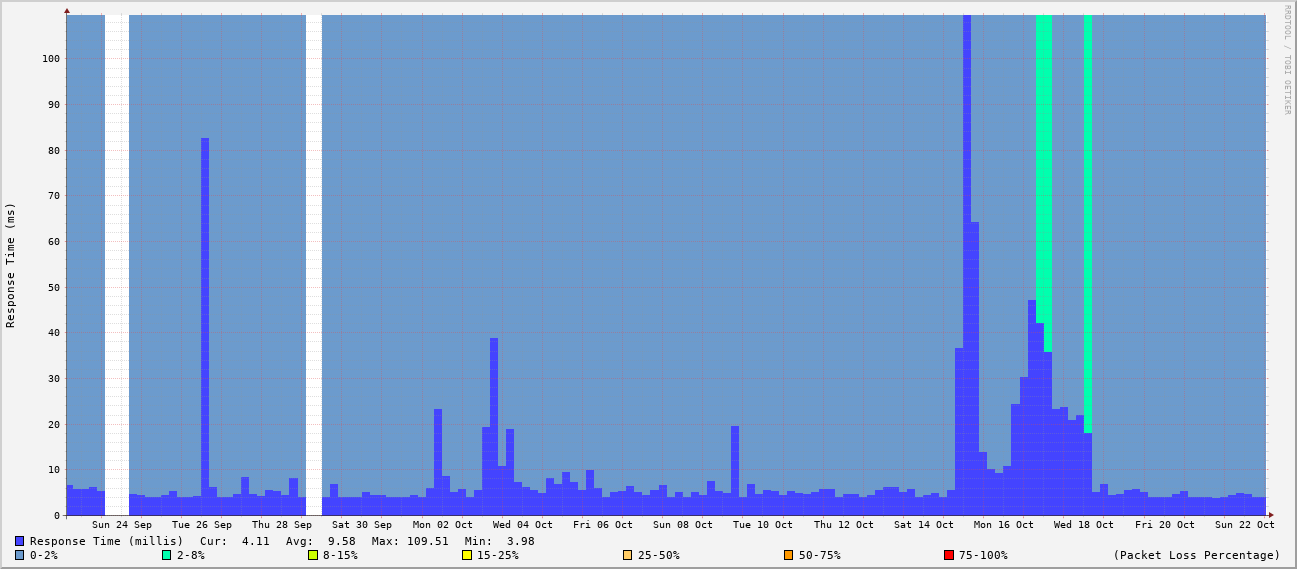 RRDTOOL / TOBI OETIKER
Response Time (ms)
100
90
80
70
60
50
40
30
20
10
0
Sun 24 Sep Tue 26 Sep Thu 28 Sep Sat 30 Sep Mon 02 Oct Wed 04 Oct Fri 06 Oct Sun 08 Oct Tue 10 Oct Thu 12 Oct Sat 14 Oct Mon 16 Oct Wed 18 Oct Fri 20 Oct Sun 22 Oct
Response Time (millis) Cur: 4.11 Avg: 9.58 Max: 109.51 Min: 3.98
0-2% 2-8% 8-15% 15-25% 25-50% 50-75% 75-100% (Packet Loss Percentage)